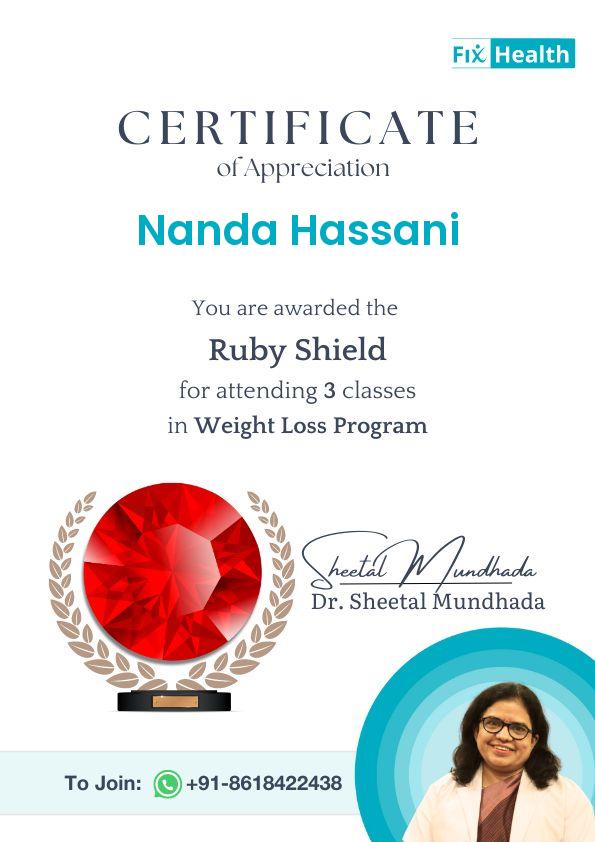 Fix Health
CERTIFICATE
of Appreciation
Nanda Hassani
You are awarded the
Ruby Shield
for attending 3 classes
in Weight Loss Program
Sheetal Mundhada
Dr. Sheetal Mundhada
To Join: +91-8618422438